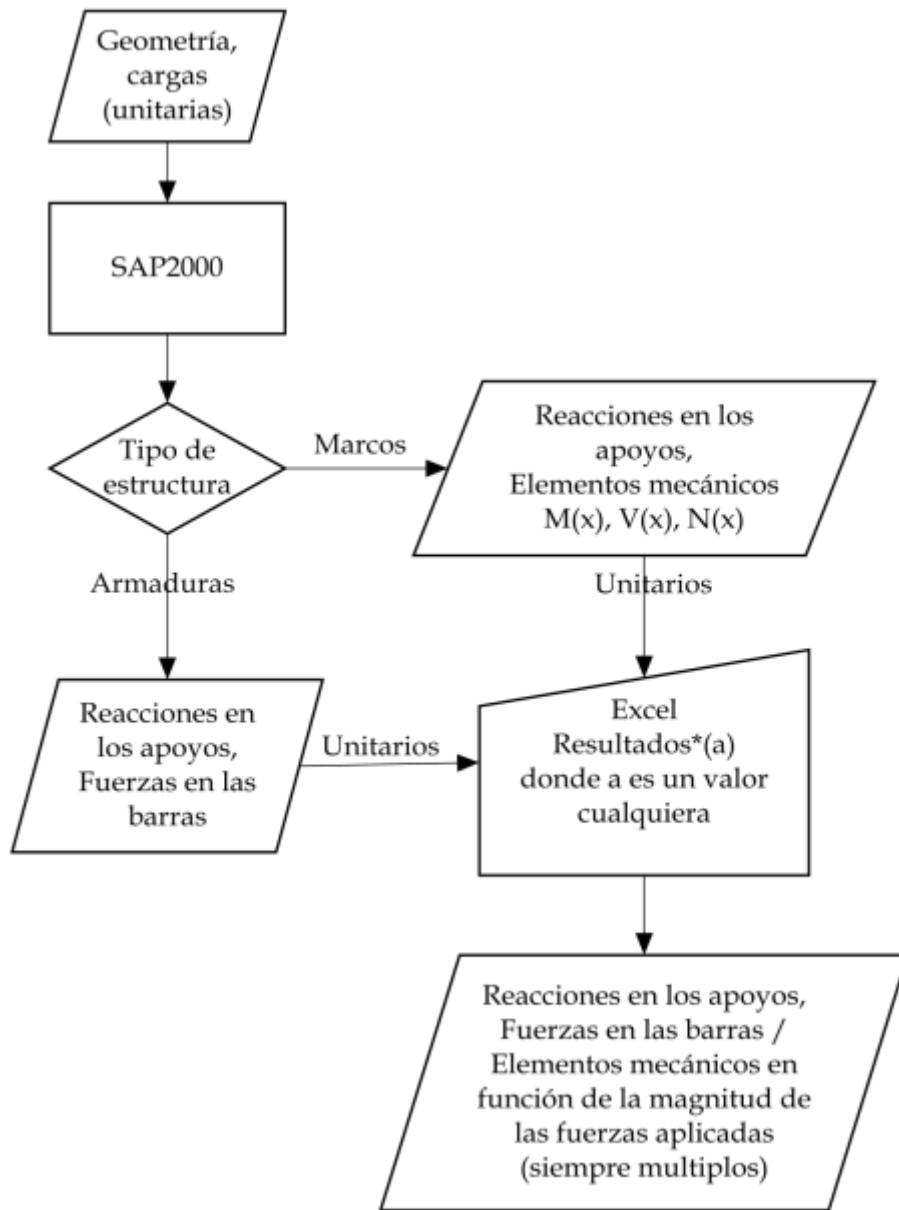 Geometría,
cargas
(unitarias)
SAP2000
Tipo de
estructura
Marcos
Reacciones en los
apoyos,
Elementos mecánicos
M(x), V(x), N(x)
Armaduras
Unitarios
Reacciones en
los apoyos,
Fuerzas en las
barras
Unitarios
Excel
Resultados*(a)
donde a es un valor
cualquiera
Reacciones en los apoyos,
Fuerzas en las barras /
Elementos mecánicos en
función de la magnitud de
las fuerzas aplicadas
(siempre multiplos)